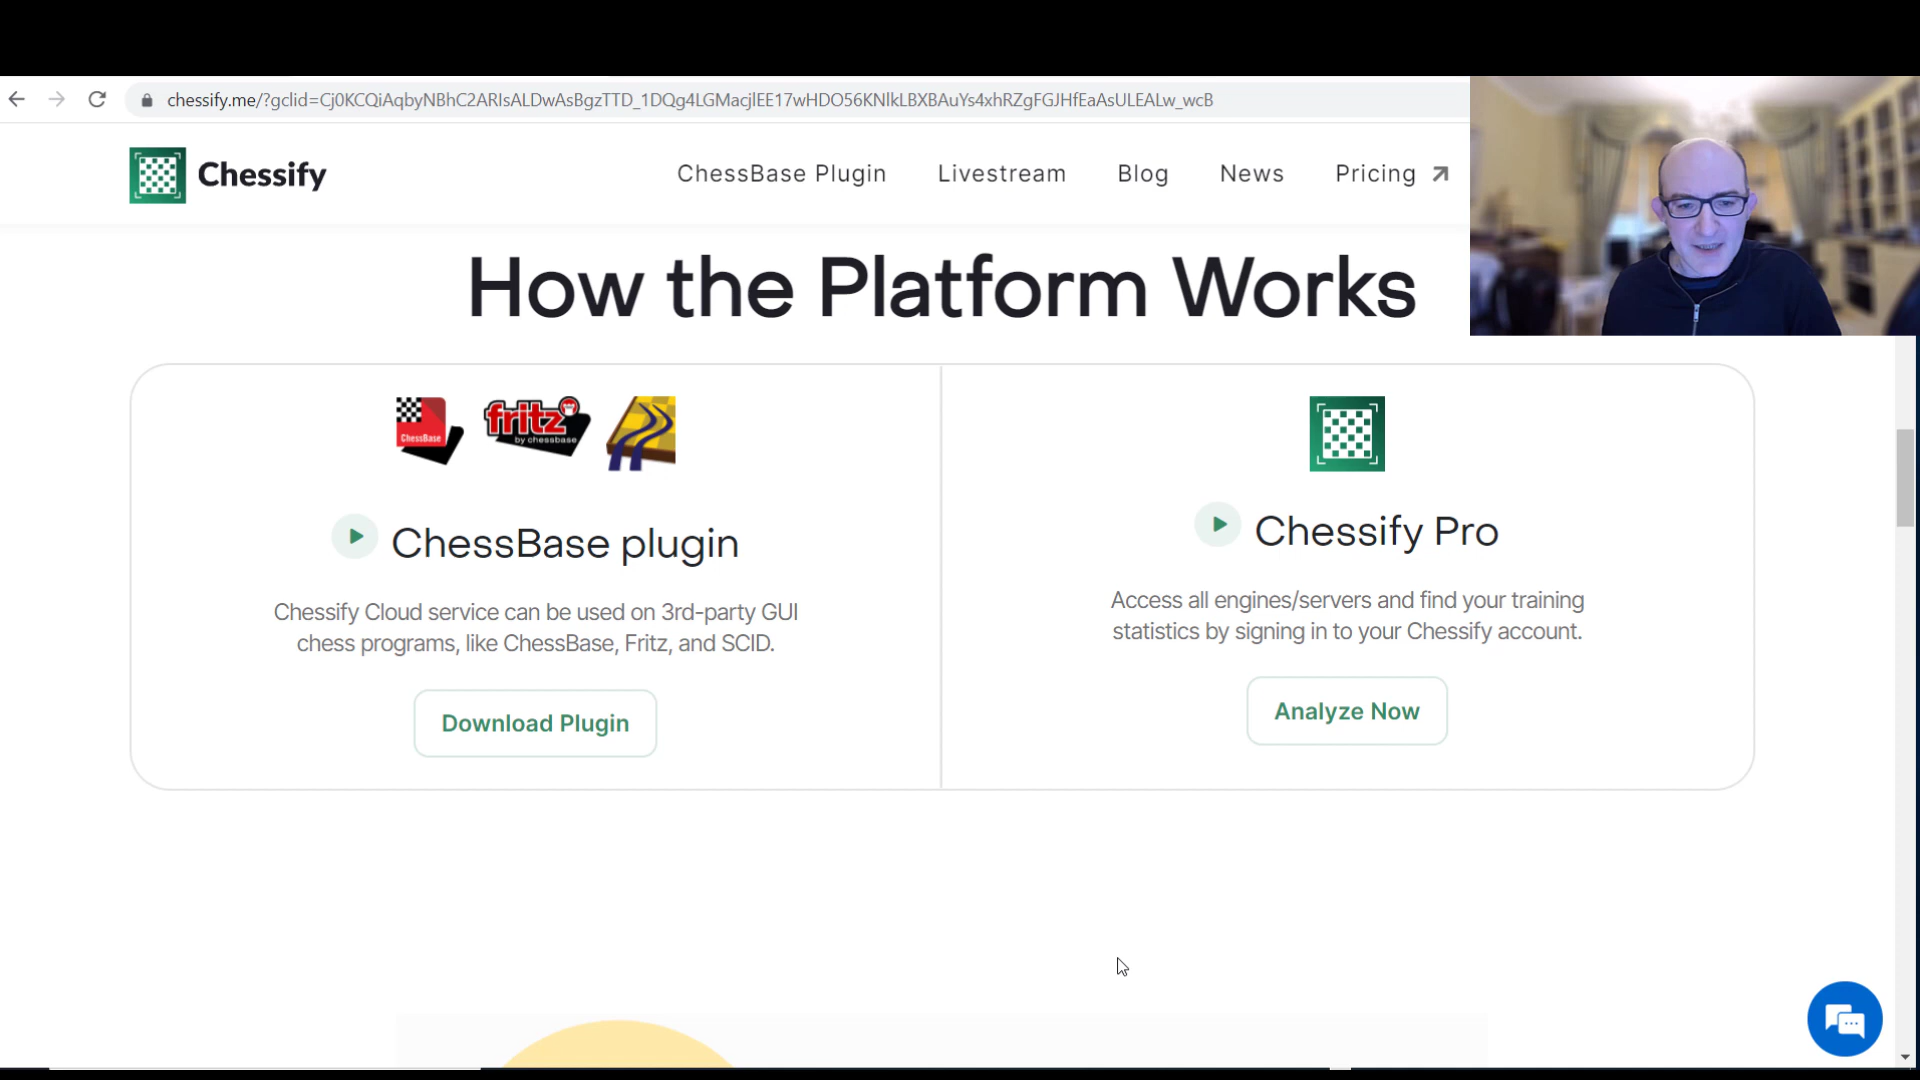 chessify.me/?gclid=Cj0KCQiAqbyNBhC2ARIsALDwAsBgzTTD_1DQg4LGMacjlEE17wHDO56KNlkLBXBAuYs4xhRZgFGJHfEaAsULEALw_wcB
Chessify
ChessBase Plugin
Livestream
Blog
News
Pricing
How the Platform Works
ChessBase
fritz
by chessbase
ChessBase plugin
Chessify Cloud service can be used on 3rd-party GUI
chess programs, like ChessBase, Fritz, and SCID.
Download Plugin
Chessify Pro
Access all engines/servers and find your training
statistics by signing in to your Chessify account.
Analyze Now